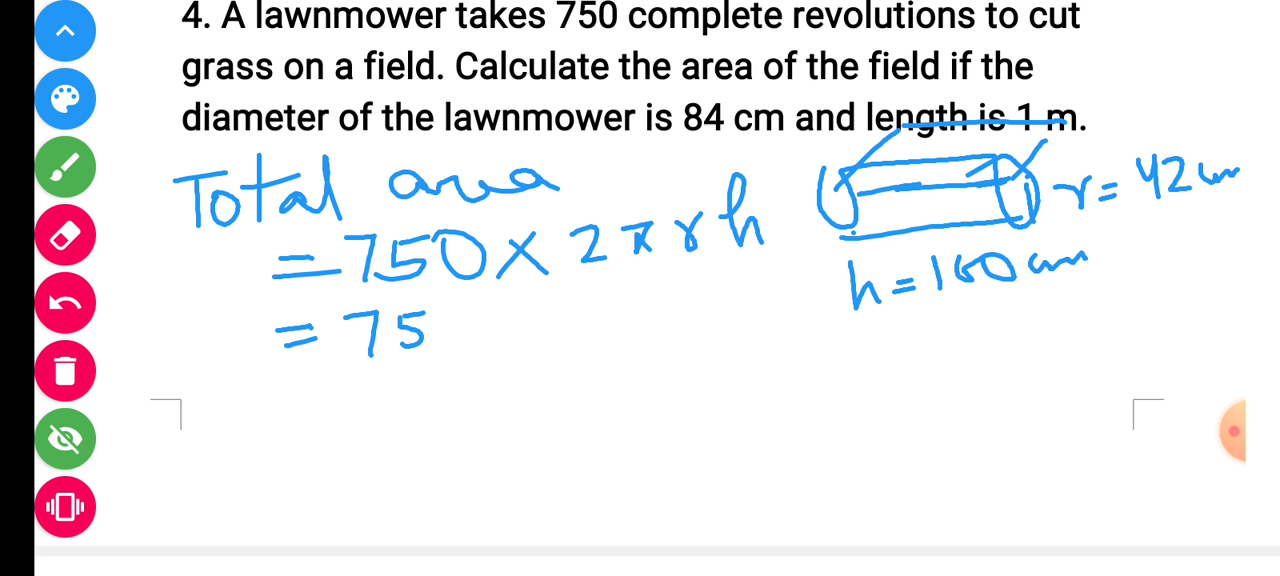 4. A lawnmower takes 750 complete revolutions to cut
grass on a field. Calculate the area of the field if the
diameter of the lawnmower is 84 cm and length is 1 m.
Total area
= 750 × 2 π r h
= 75
r = 42 cm
h = 100 cm